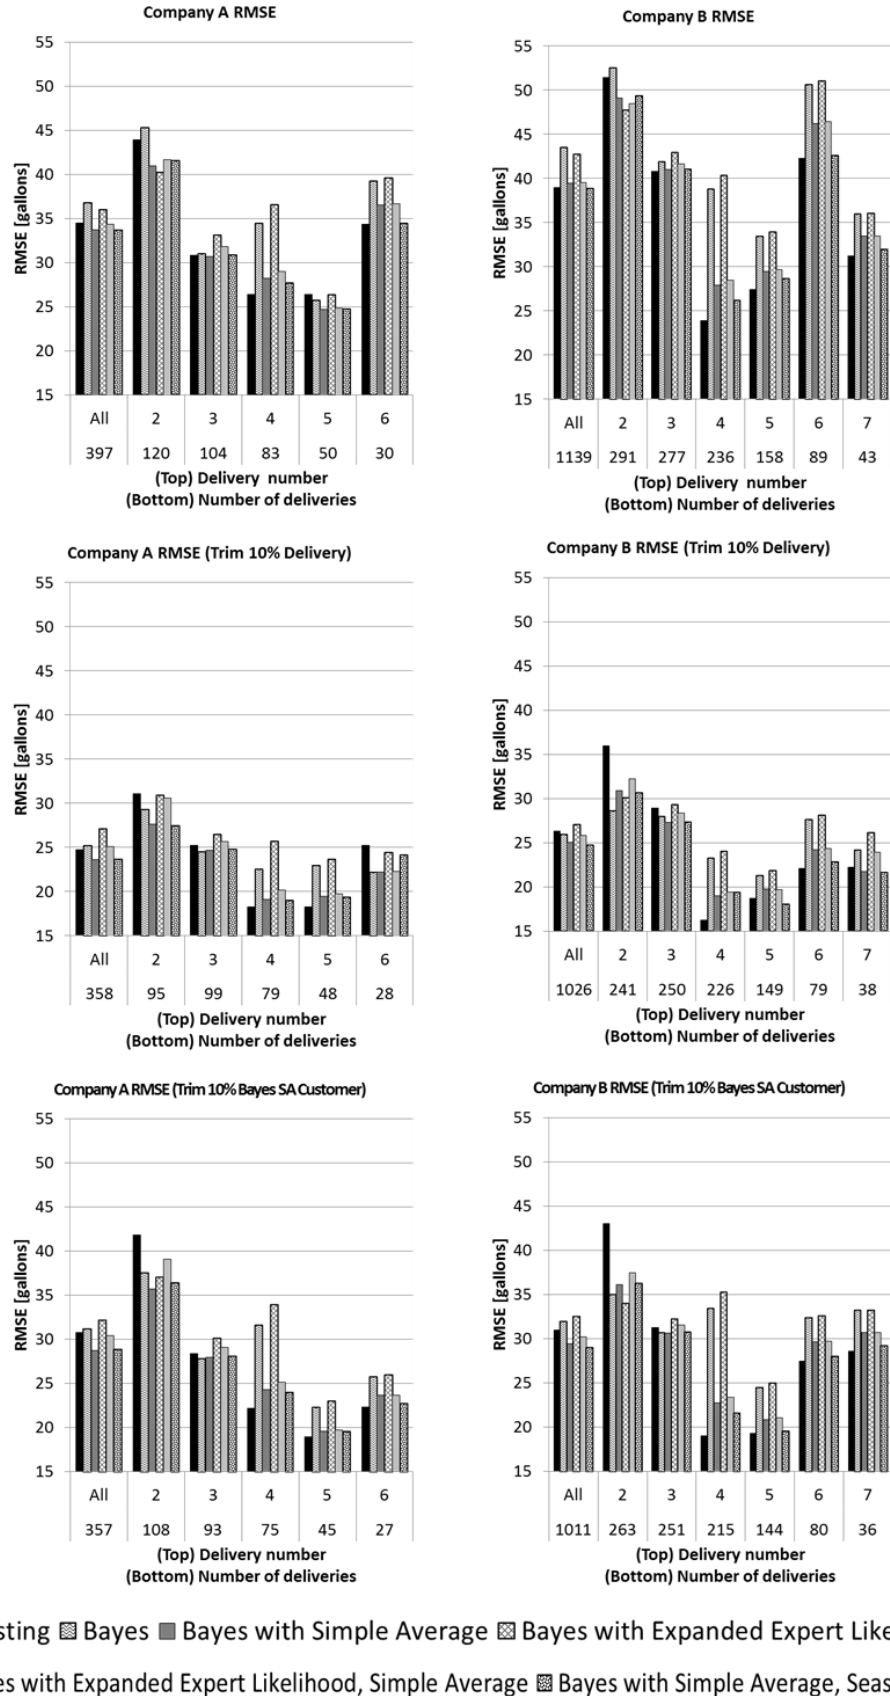 Company A RMSE
55
50
45
40
35
30
25
20
15
RMSE [gallons]
All 2 3 4 5 6
397 120 104 83 50 30
(Top) Delivery number
(Bottom) Number of deliveries
Company B RMSE
55
50
45
40
35
30
25
20
15
RMSE [gallons]
All 2 3 4 5 6 7
1139 291 277 236 158 89 43
(Top) Delivery number
(Bottom) Number of deliveries
Company A RMSE (Trim 10% Delivery)
55
50
45
40
35
30
25
20
15
RMSE [gallons]
All 2 3 4 5 6
358 95 99 79 48 28
(Top) Delivery number
(Bottom) Number of deliveries
Company B RMSE (Trim 10% Delivery)
55
50
45
40
35
30
25
20
15
RMSE [gallons]
All 2 3 4 5 6 7
1026 241 250 226 149 79 38
(Top) Delivery number
(Bottom) Number of deliveries
Company A RMSE (Trim 10% Bayes SA Customer)
55
50
45
40
35
30
25
20
15
RMSE [gallons]
All 2 3 4 5 6
357 108 93 75 45 27
(Top) Delivery number
(Bottom) Number of deliveries
Company B RMSE (Trim 10% Bayes SA Customer)
55
50
45
40
35
30
25
20
15
RMSE [gallons]
All 2 3 4 5 6 7
1011 263 251 215 144 80 36
(Top) Delivery number
(Bottom) Number of deliveries
sting Bayes Bayes with Simple Average Bayes with Expanded Expert Like
es with Expanded Expert Likelihood, Simple Average Bayes with Simple Average, Seas